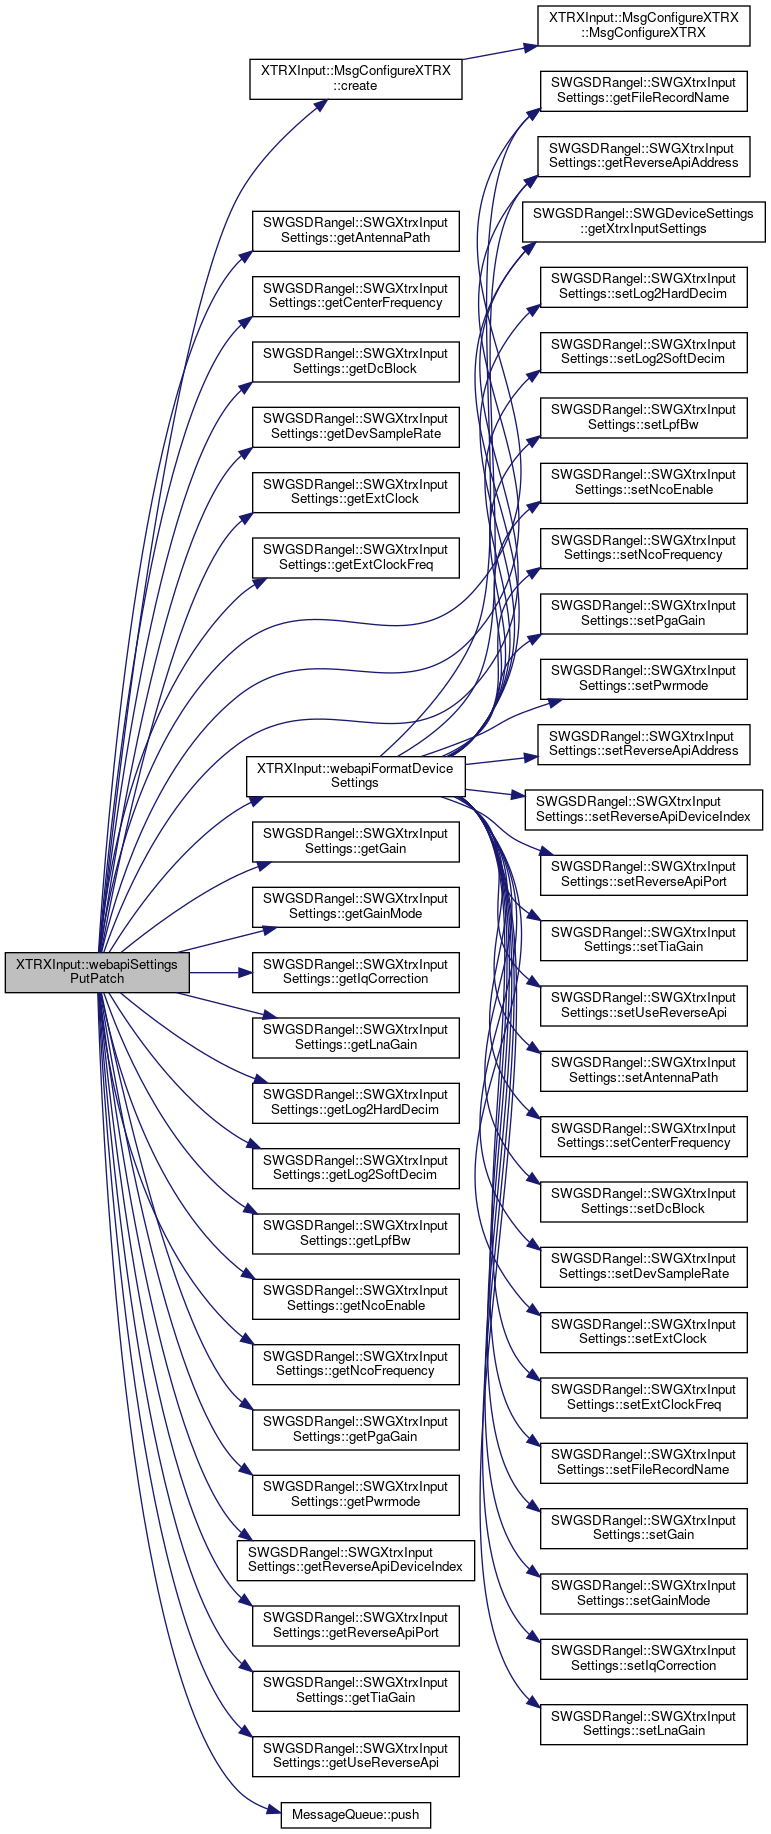 XTRXInput::webapiSettings
PutPatch
XTRXInput::MsgConfigureXTRX
::create
SWGSDRangel::SWGXtrxInput
Settings::getAntennaPath
SWGSDRangel::SWGXtrxInput
Settings::getCenterFrequency
SWGSDRangel::SWGXtrxInput
Settings::getDcBlock
SWGSDRangel::SWGXtrxInput
Settings::getDevSampleRate
SWGSDRangel::SWGXtrxInput
Settings::getExtClock
SWGSDRangel::SWGXtrxInput
Settings::getExtClockFreq
XTRXInput::webapiFormatDevice
Settings
SWGSDRangel::SWGXtrxInput
Settings::getGain
SWGSDRangel::SWGXtrxInput
Settings::getGainMode
SWGSDRangel::SWGXtrxInput
Settings::getIqCorrection
SWGSDRangel::SWGXtrxInput
Settings::getLnaGain
SWGSDRangel::SWGXtrxInput
Settings::getLog2HardDecim
SWGSDRangel::SWGXtrxInput
Settings::getLog2SoftDecim
SWGSDRangel::SWGXtrxInput
Settings::getLpfBw
SWGSDRangel::SWGXtrxInput
Settings::getNcoEnable
SWGSDRangel::SWGXtrxInput
Settings::getNcoFrequency
SWGSDRangel::SWGXtrxInput
Settings::getPgaGain
SWGSDRangel::SWGXtrxInput
Settings::getPwrmode
SWGSDRangel::SWGXtrxInput
Settings::getReverseApiDeviceIndex
SWGSDRangel::SWGXtrxInput
Settings::getReverseApiPort
SWGSDRangel::SWGXtrxInput
Settings::getTiaGain
SWGSDRangel::SWGXtrxInput
Settings::getUseReverseApi
MessageQueue::push
XTRXInput::MsgConfigureXTRX
::MsgConfigureXTRX
SWGSDRangel::SWGXtrxInput
Settings::getFileRecordName
SWGSDRangel::SWGXtrxInput
Settings::getReverseApiAddress
SWGSDRangel::SWGDeviceSettings
::getXtrxInputSettings
SWGSDRangel::SWGXtrxInput
Settings::setLog2HardDecim
SWGSDRangel::SWGXtrxInput
Settings::setLog2SoftDecim
SWGSDRangel::SWGXtrxInput
Settings::setLpfBw
SWGSDRangel::SWGXtrxInput
Settings::setNcoEnable
SWGSDRangel::SWGXtrxInput
Settings::setNcoFrequency
SWGSDRangel::SWGXtrxInput
Settings::setPgaGain
SWGSDRangel::SWGXtrxInput
Settings::setPwrmode
SWGSDRangel::SWGXtrxInput
Settings::setReverseApiAddress
SWGSDRangel::SWGXtrxInput
Settings::setReverseApiDeviceIndex
SWGSDRangel::SWGXtrxInput
Settings::setReverseApiPort
SWGSDRangel::SWGXtrxInput
Settings::setTiaGain
SWGSDRangel::SWGXtrxInput
Settings::setUseReverseApi
SWGSDRangel::SWGXtrxInput
Settings::setAntennaPath
SWGSDRangel::SWGXtrxInput
Settings::setCenterFrequency
SWGSDRangel::SWGXtrxInput
Settings::setDcBlock
SWGSDRangel::SWGXtrxInput
Settings::setDevSampleRate
SWGSDRangel::SWGXtrxInput
Settings::setExtClock
SWGSDRangel::SWGXtrxInput
Settings::setExtClockFreq
SWGSDRangel::SWGXtrxInput
Settings::setFileRecordName
SWGSDRangel::SWGXtrxInput
Settings::setGain
SWGSDRangel::SWGXtrxInput
Settings::setGainMode
SWGSDRangel::SWGXtrxInput
Settings::setIqCorrection
SWGSDRangel::SWGXtrxInput
Settings::setLnaGain